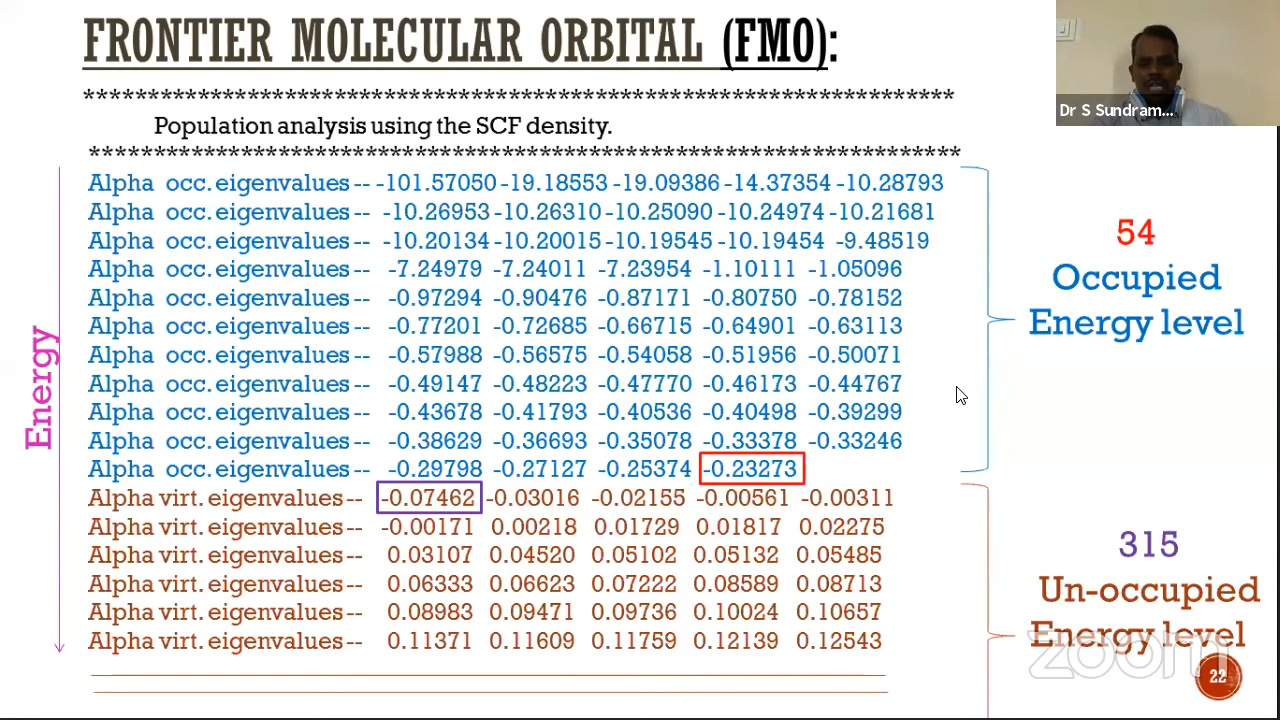 FRONTIER MOLECULAR ORBITAL (FMO):
*******************************************************************
Population analysis using the SCF density.
*******************************************************************
Alpha occ. eigenvalues -- -101.57050 -19.18553 -19.09386 -14.37354 -10.28793
Alpha occ. eigenvalues -- -10.26953 -10.26310 -10.25090 -10.24974 -10.21681
Alpha occ. eigenvalues -- -10.20134 -10.20015 -10.19545 -10.19454 -9.48519
Alpha occ. eigenvalues -- -7.24979 -7.24011 -7.23954 -1.10111 -1.05096
Alpha occ. eigenvalues -- -0.97294 -0.90476 -0.87171 -0.80750 -0.78152
Alpha occ. eigenvalues -- -0.77201 -0.72685 -0.66715 -0.64901 -0.63113
Alpha occ. eigenvalues -- -0.57988 -0.56575 -0.54058 -0.51956 -0.50071
Alpha occ. eigenvalues -- -0.49147 -0.48223 -0.47770 -0.46173 -0.44767
Alpha occ. eigenvalues -- -0.43678 -0.41793 -0.40536 -0.40498 -0.39299
Alpha occ. eigenvalues -- -0.38629 -0.36693 -0.35078 -0.33378 -0.33246
Alpha occ. eigenvalues -- -0.29798 -0.27127 -0.25374 -0.23273
Alpha virt. eigenvalues -- -0.07462 -0.03016 -0.02155 -0.00561 -0.00311
Alpha virt. eigenvalues -- -0.00171 0.00218 0.01729 0.01817 0.02275
Alpha virt. eigenvalues -- 0.03107 0.04520 0.05102 0.05132 0.05485
Alpha virt. eigenvalues -- 0.06333 0.06623 0.07222 0.08589 0.08713
Alpha virt. eigenvalues -- 0.08983 0.09471 0.09736 0.10024 0.10657
Alpha virt. eigenvalues -- 0.11371 0.11609 0.11759 0.12139 0.12543
Energy
54
Occupied
Energy level
315
Un-occupied
Energy level
zoom
22
Dr S Sundram...